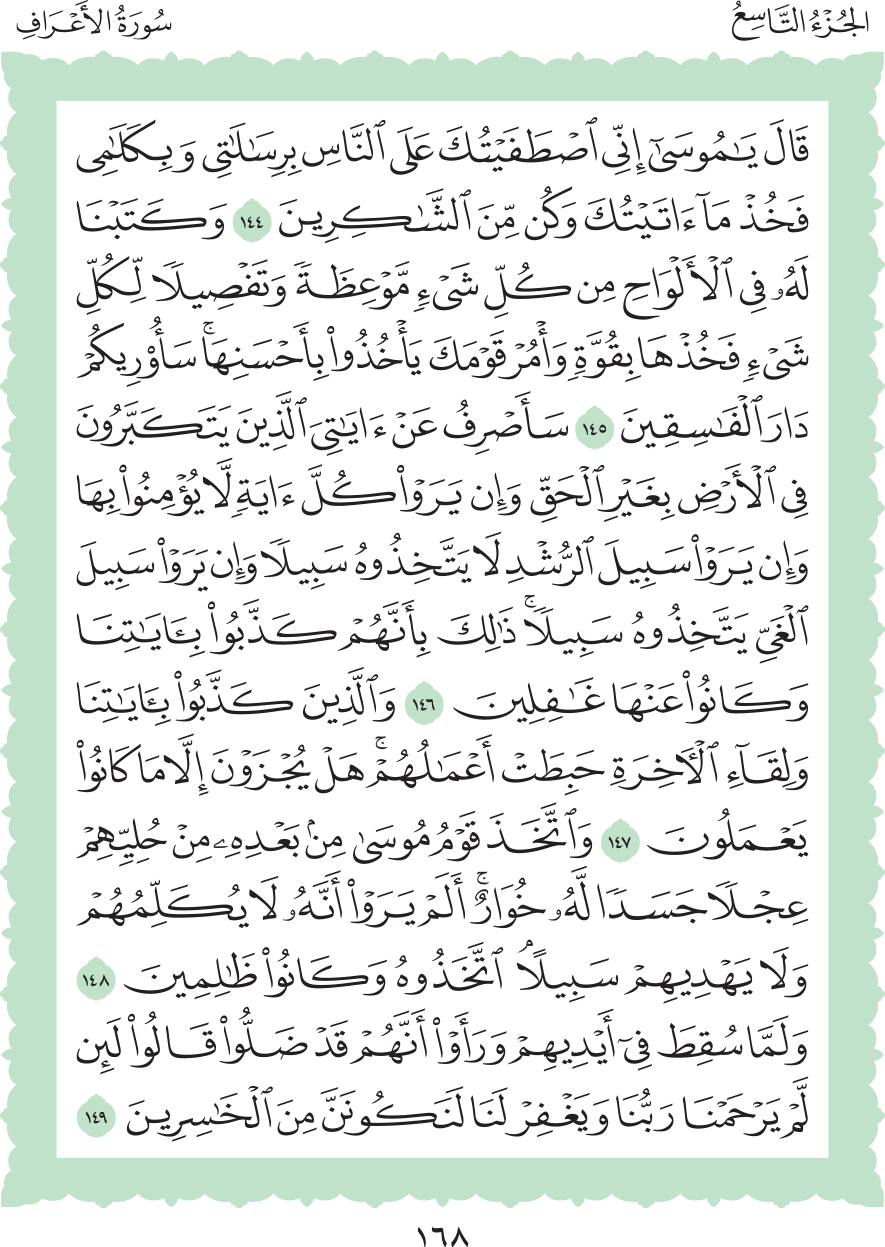 الجُزْءُ التَّاسِعُ
سُورَةُ الأَعْرَافِ
قَالَ يَٰمُوسَىٰٓ إِنِّي ٱصۡطَفَيۡتُكَ عَلَى ٱلنَّاسِ بِرِسَٰلَٰتِي وَبِكَلَٰمِي
فَخُذۡ مَآ ءَاتَيۡتُكَ وَكُن مِّنَ ٱلشَّٰكِرِينَ ١٤٤ وَكَتَبۡنَا
لَهُۥ فِي ٱلۡأَلۡوَاحِ مِن كُلِّ شَيۡءٖ مَّوۡعِظَةٗ وَتَفۡصِيلٗا لِّكُلِّ
شَيۡءٖ فَخُذۡهَا بِقُوَّةٖ وَأۡمُرۡ قَوۡمَكَ يَأۡخُذُواْ بِأَحۡسَنِهَاۚ سَأُوْرِيكُمۡ
دَارَ ٱلۡفَٰسِقِينَ ١٤٥ سَأَصۡرِفُ عَنۡ ءَايَٰتِيَ ٱلَّذِينَ يَتَكَبَّرُونَ
فِي ٱلۡأَرۡضِ بِغَيۡرِ ٱلۡحَقِّ وَإِن يَرَوۡاْ كُلَّ ءَايَةٖ لَّا يُؤۡمِنُواْ بِهَا
وَإِن يَرَوۡاْ سَبِيلَ ٱلرُّشۡدِ لَا يَتَّخِذُوهُ سَبِيلٗا وَإِن يَرَوۡاْ سَبِيلَ
ٱلۡغَيِّ يَتَّخِذُوهُ سَبِيلٗاۚ ذَٰلِكَ بِأَنَّهُمۡ كَذَّبُواْ بِـَٔايَٰتِنَا
وَكَانُواْ عَنۡهَا غَٰفِلِينَ ١٤٦ وَٱلَّذِينَ كَذَّبُواْ بِـَٔايَٰتِنَا
وَلِقَآءِ ٱلۡأٓخِرَةِ حَبِطَتۡ أَعۡمَٰلُهُمۡۚ هَلۡ يُجۡزَوۡنَ إِلَّا مَا كَانُواْ
يَعۡمَلُونَ ١٤٧ وَٱتَّخَذَ قَوۡمُ مُوسَىٰ مِنۢ بَعۡدِهِۦ مِنۡ حُلِيِّهِمۡ
عِجۡلٗا جَسَدٗا لَّهُۥ خُوَارٌۚ أَلَمۡ يَرَوۡاْ أَنَّهُۥ لَا يُكَلِّمُهُمۡ
وَلَا يَهۡدِيهِمۡ سَبِيلًاۘ ٱتَّخَذُوهُ وَكَانُواْ ظَٰلِمِينَ ١٤٨
وَلَمَّا سُقِطَ فِيٓ أَيۡدِيهِمۡ وَرَأَوۡاْ أَنَّهُمۡ قَدۡ ضَلُّواْ قَالُواْ لَئِن
لَّمۡ يَرۡحَمۡنَا رَبُّنَا وَيَغۡفِرۡ لَنَا لَنَكُونَنَّ مِنَ ٱلۡخَٰسِرِينَ ١٤٩
١٦٨